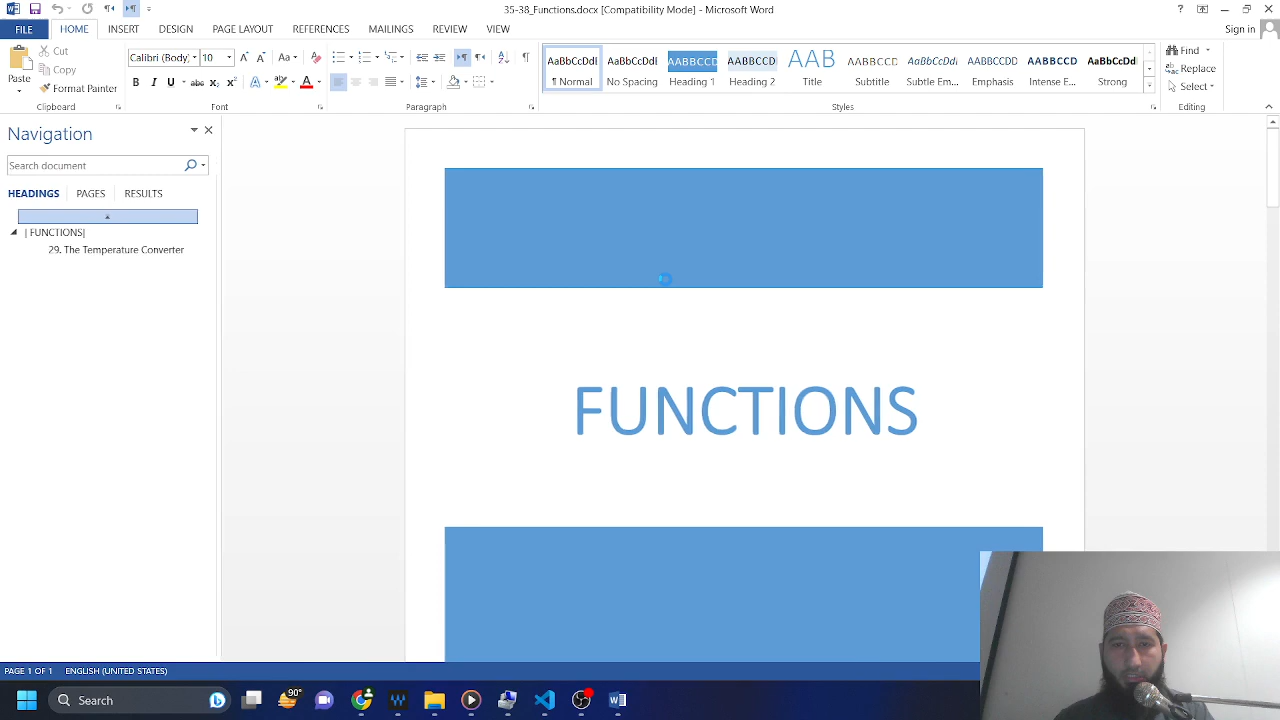 35-38_Functions.docx [Compatibility Mode] - Microsoft Word
FILE HOME INSERT DESIGN PAGE LAYOUT REFERENCES MAILINGS REVIEW VIEW Sign in
Paste
Cut
Copy
Format Painter
Clipboard
Calibri (Body) 10
Font
Paragraph
AaBbCcDdI AaBbCcDdI AABBCCD AABBCCD AAB AABBCCD AaBbCcDd AABBCCDD AABBCCD AaBbCcD
¶ Normal No Spacing Heading 1 Heading 2 Title Subtitle Subtle Em... Emphasis Intense E... Strong
Styles
Find
Replace
Select
Editing
Navigation
Search document
HEADINGS PAGES RESULTS
| FUNCTIONS|
29. The Temperature Converter
FUNCTIONS
PAGE 1 OF 1 ENGLISH (UNITED STATES)
Search
90°